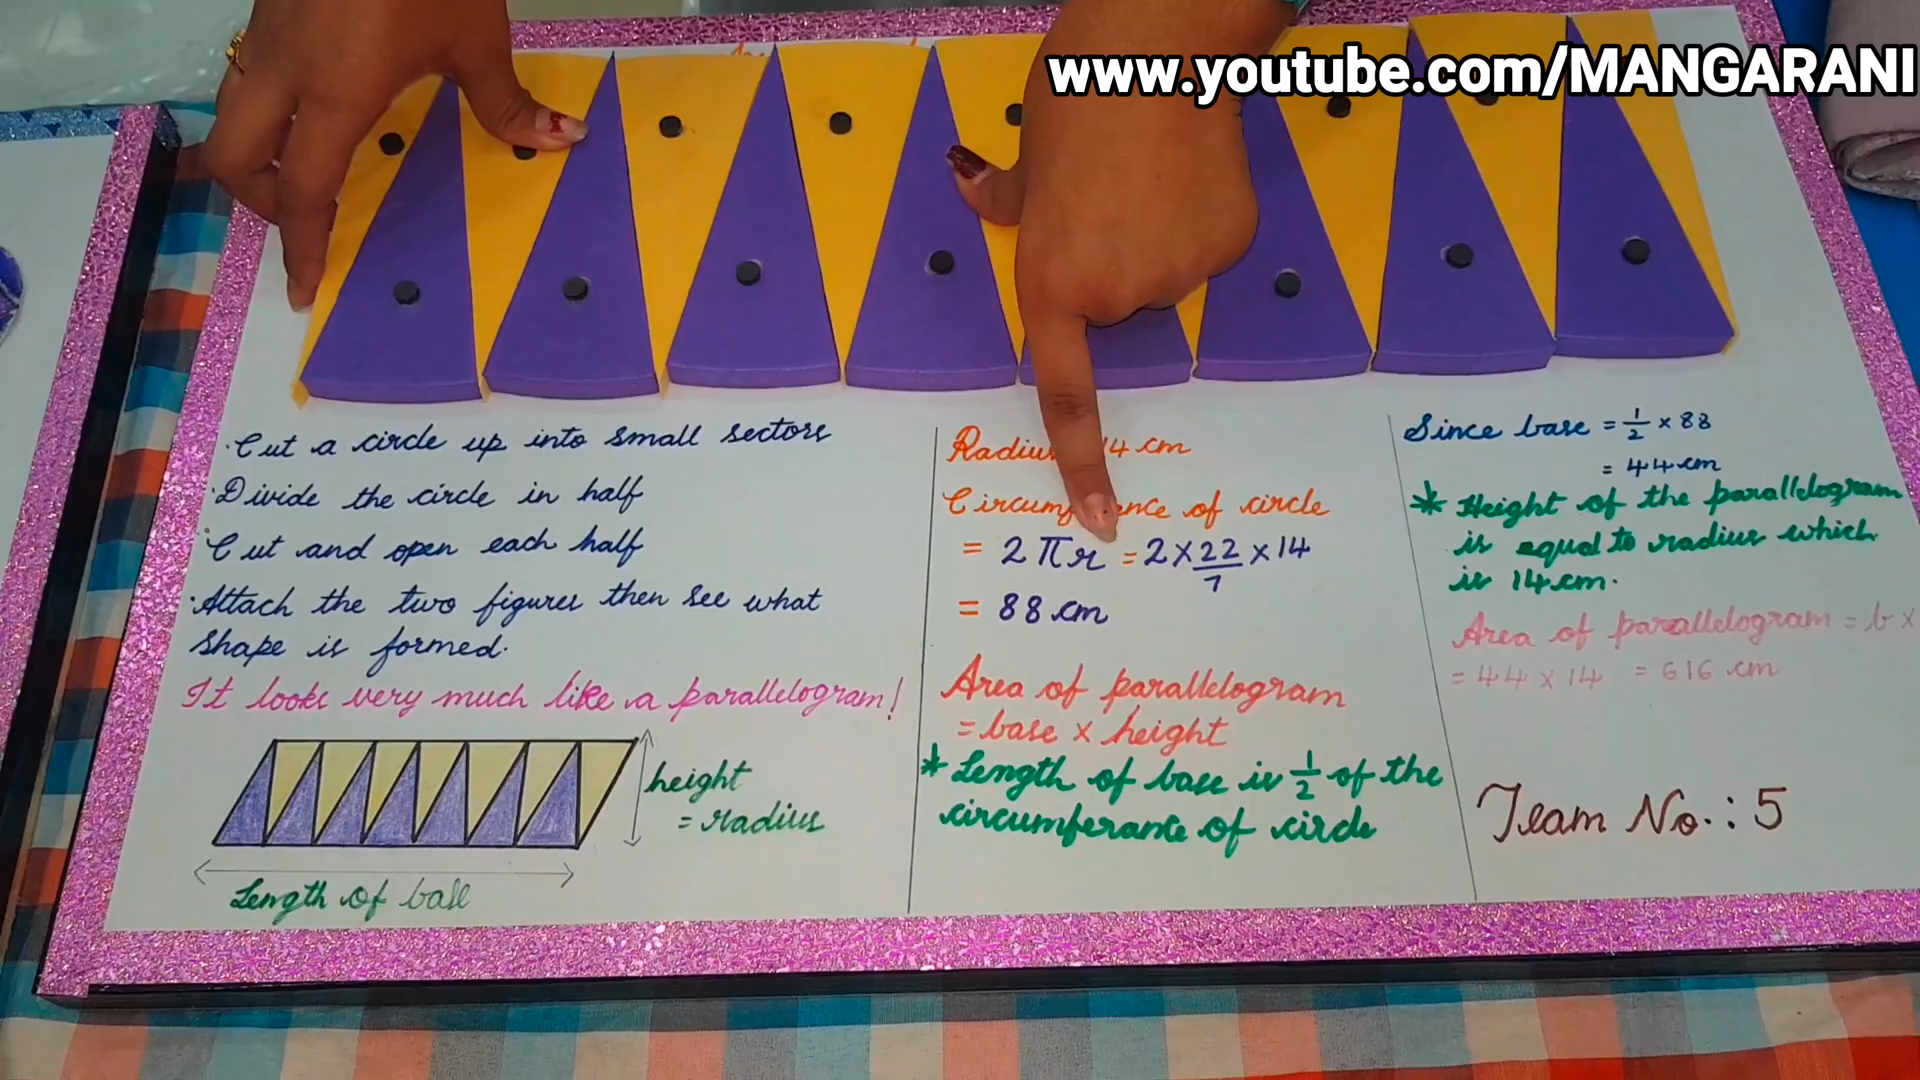 www.youtube.com/MANGARANI
Cut a circle up into small sectors
Divide the circle in half
Cut and open each half
Attach the two figures then see what
shape is formed.
It looks very much like a parallelogram!
height
= radius
Length of base
14 cm
of circle
= 2πr = 2 × 22/7 × 14
= 88 cm
Area of parallelogram
= base × height
* Length of base is 1/2 of the
circumferance of circle
Since base = 1/2 × 88
= 44 cm
* Height of the parallelogram
is equal to radius which
is 14 cm.
Area of parallelogram = b ×
= 44 × 14 = 616 cm
Team No.: 5